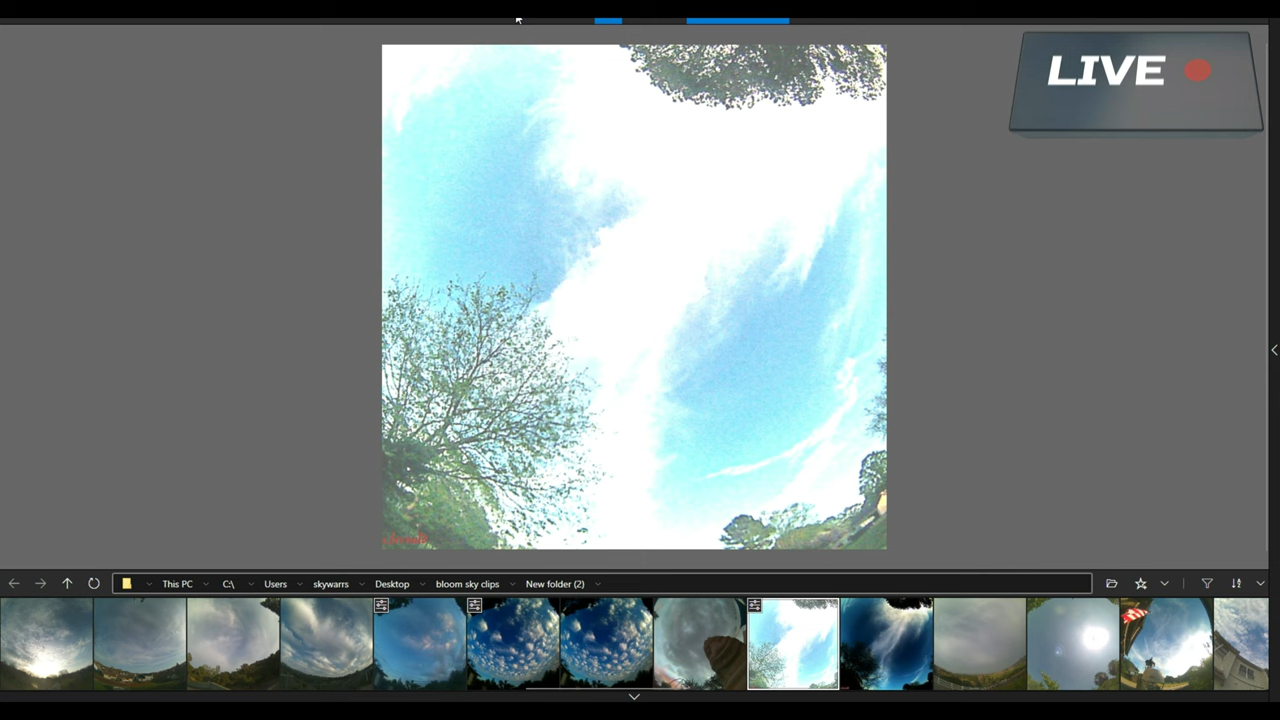 LIVE
This PC
C:\
Users
skywarrs
Desktop
bloom sky clips
New folder (2)